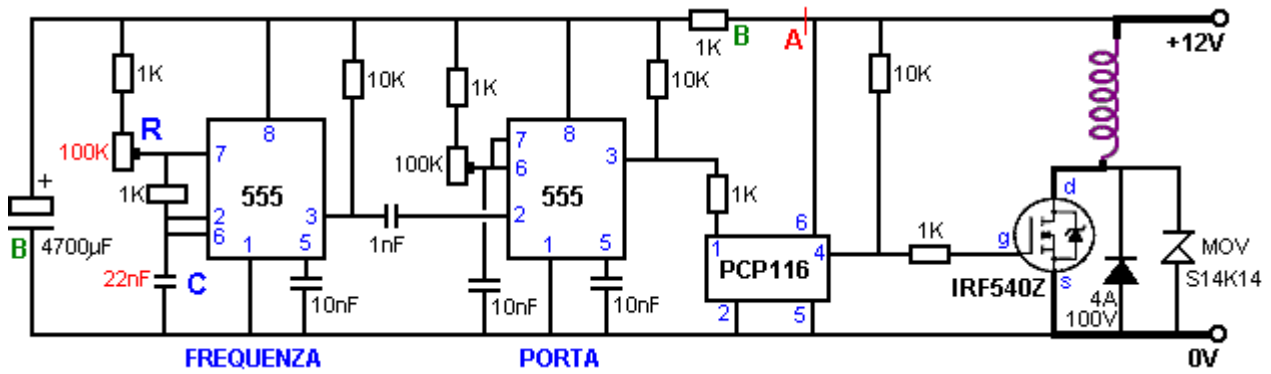 1K
B
A
+12V
1K
10K
1K
10K
10K
R
100K
7
8
1K
555
2
6
3
1
5
+
B
4700µF
22nF
C
10nF
1nF
100K
7
6
8
3
555
2
1
5
10nF
10nF
1K
6
1
PCP116
4
2
5
1K
d
g
s
IRF540Z
4A
100V
MOV
S14K14
FREQUENZA
PORTA
0V